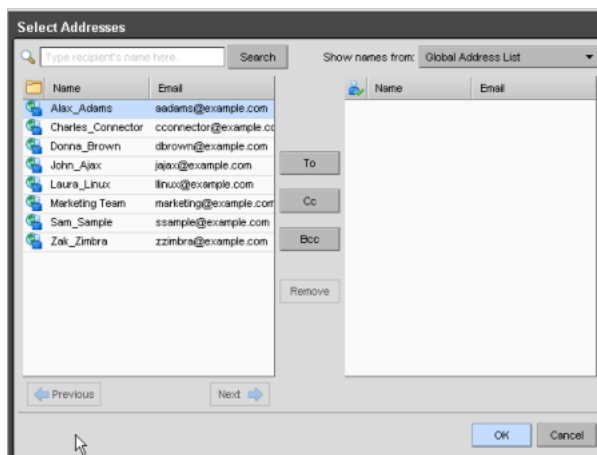 Select Addresses
Type recipient's name here. Search Show names from: Global Address List
Name Email Name Email
Alax_Adams aadams@example.com
Charles_Connector cconnector@example.cc
Donna_Brown dbrown@example.com
John_Ajax jajax@example.com
Laura_Linux llinux@example.com
Marketing Team marketing@example.com
Sam_Sample ssample@example.com
Zak_Zimbra zzimbra@example.com
To
Cc
Bcc
Remove
Previous Next
OK Cancel